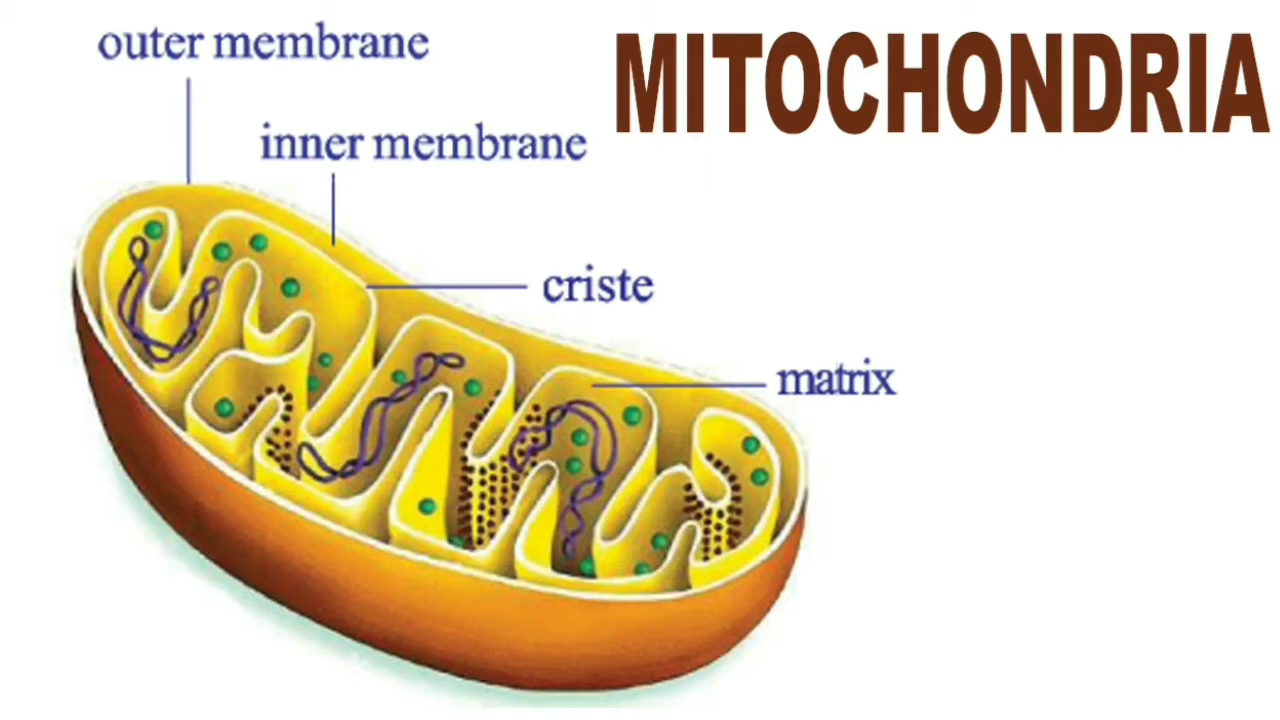 MITOCHONDRIA
outer membrane
inner membrane
criste
matrix